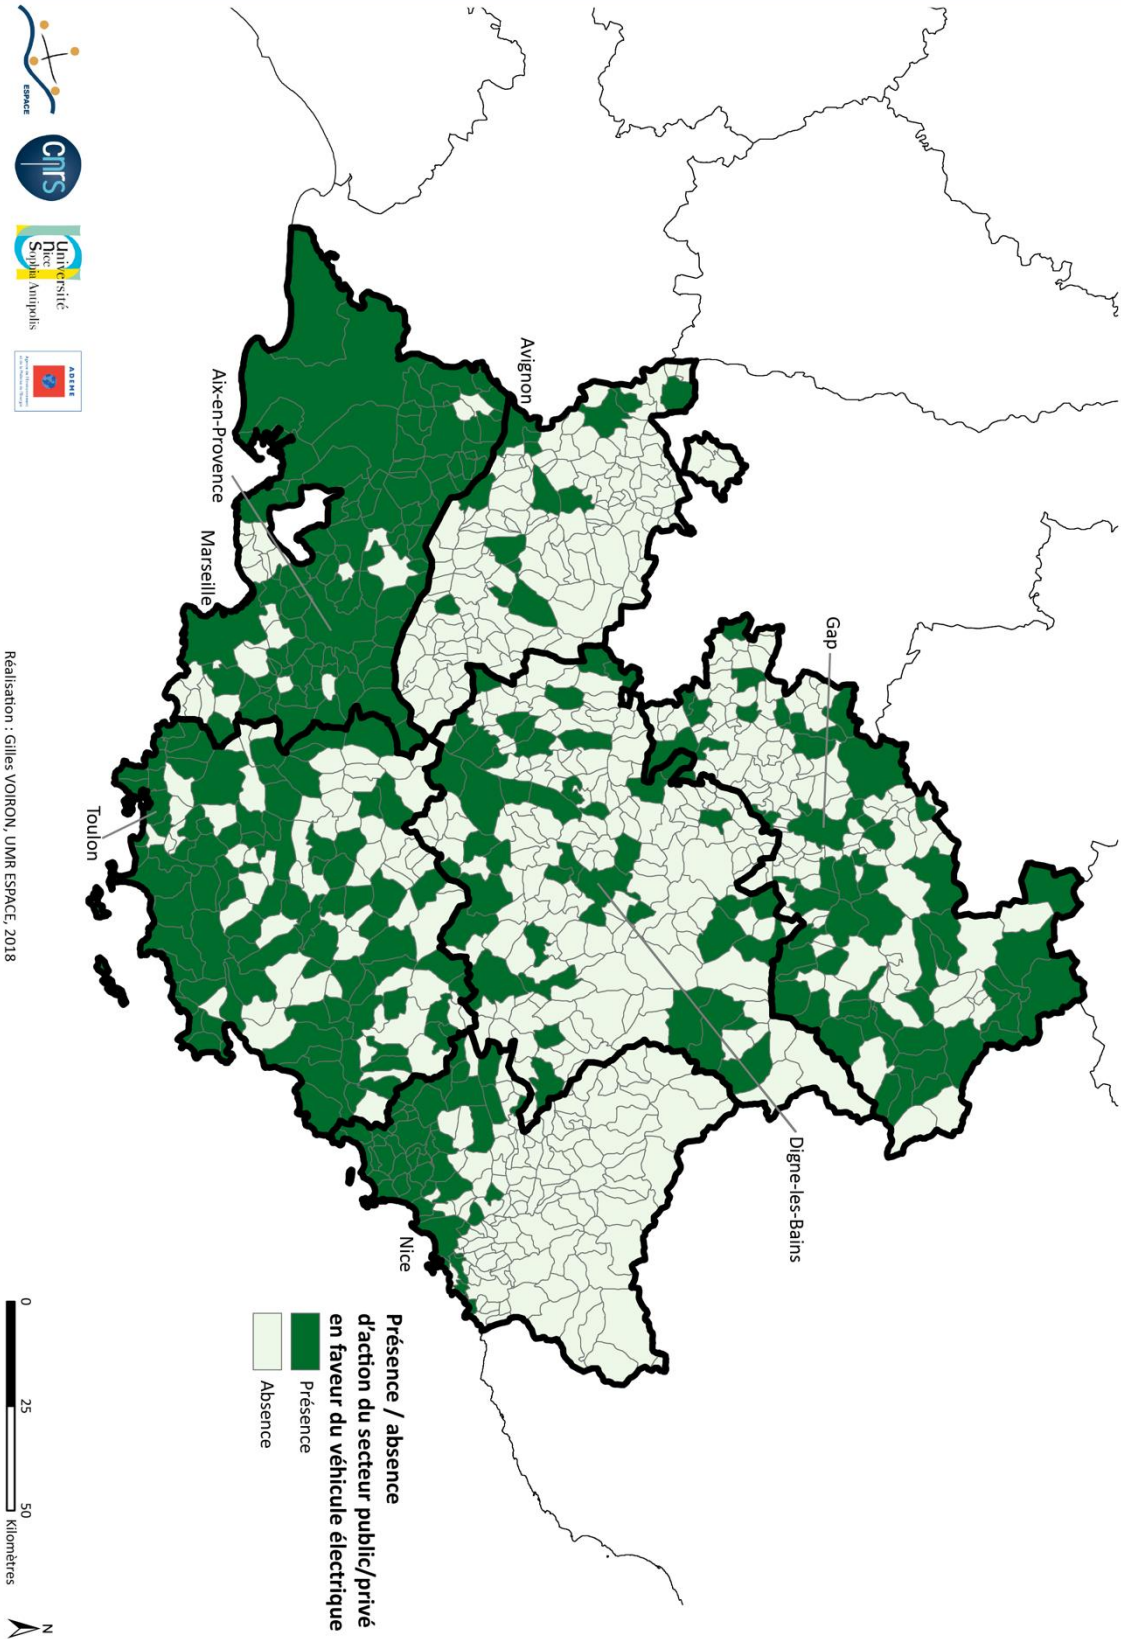 Gap
Digne-les-Bains
Avignon
Aix-en-Provence
Marseille
Toulon
Nice
Présence / absence
d'action du secteur public/privé
en faveur du véhicule électrique
Présence
Absence
0 25 50
Kilomètres
N
Réalisation : Gilles VOIRON, UMR ESPACE, 2018
ESPACE
cnrs
Université
nice
Sophia Antipolis
ADEME